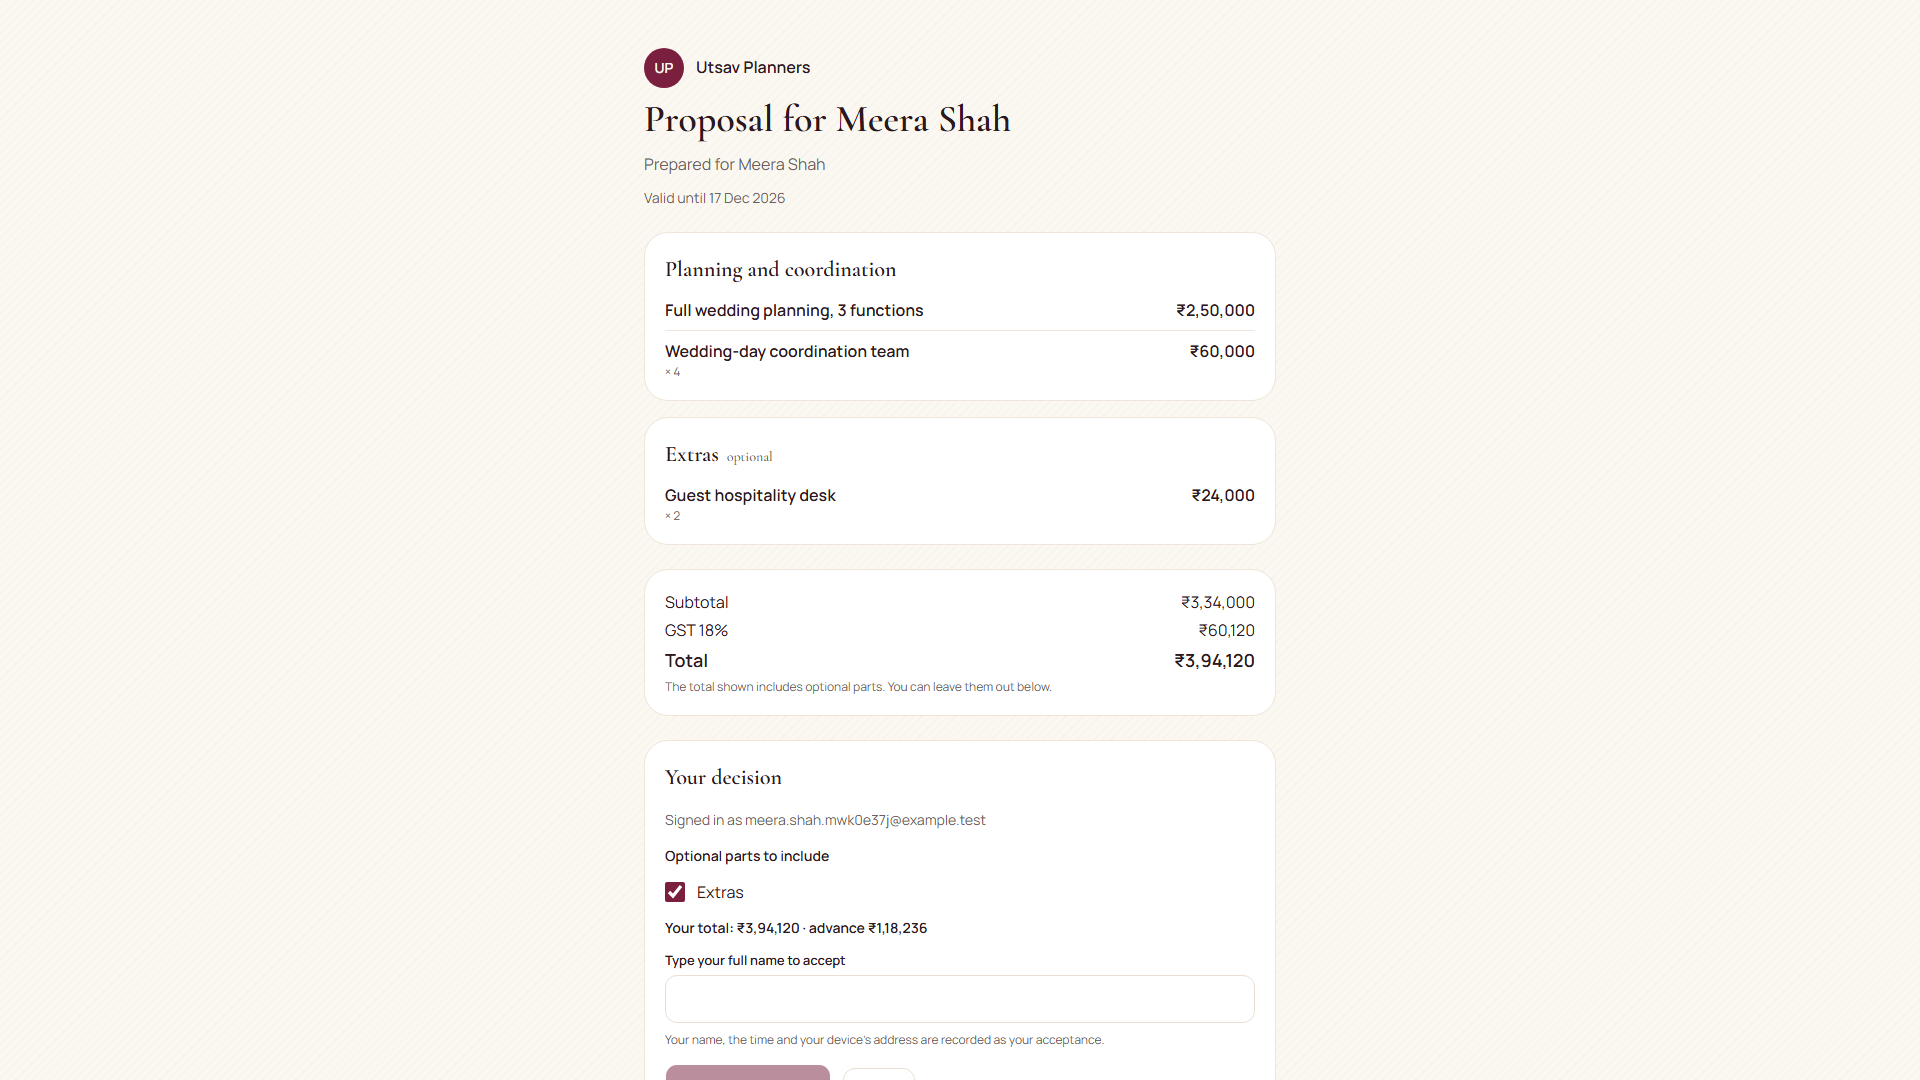 UP
Utsav Planners
Proposal for Meera Shah
Prepared for Meera Shah
Valid until 17 Dec 2026
Planning and coordination
Full wedding planning, 3 functions ₹2,50,000
Wedding-day coordination team ₹60,000
× 4
Extras optional
Guest hospitality desk ₹24,000
× 2
Subtotal ₹3,34,000
GST 18% ₹60,120
Total ₹3,94,120
The total shown includes optional parts. You can leave them out below.
Your decision
Signed in as meera.shah.mwk0e37j@example.test
Optional parts to include
Extras
Your total: ₹3,94,120 · advance ₹1,18,236
Type your full name to accept
Your name, the time and your device's address are recorded as your acceptance.